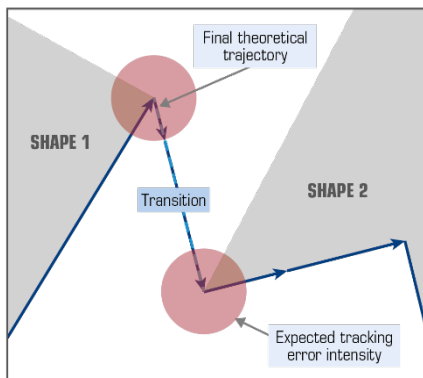 Final theoretical
trajectory
SHAPE 1
Transition
SHAPE 2
Expected tracking
error intensity